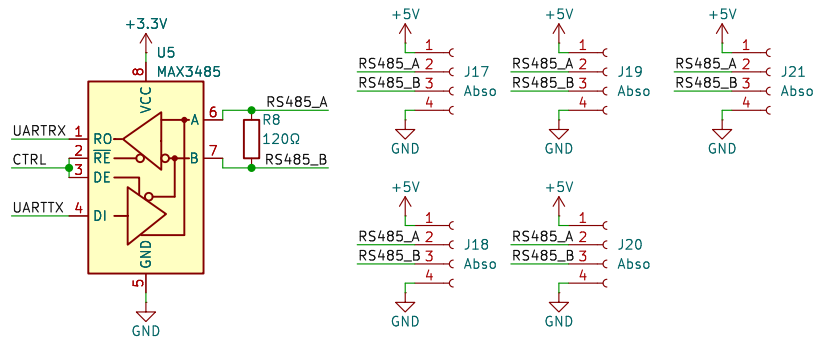 +3.3V
U5
MAX3485
8
VCC
UARTRX 1 RO
CTRL 2 RE
3 DE
UARTTX 4 DI
A 6 RS485_A
R8
120Ω
B 7 RS485_B
GND
5
GND
+5V
1
RS485_A 2 J17
RS485_B 3 Abso
4
GND
+5V
1
RS485_A 2 J19
RS485_B 3 Abso
4
GND
+5V
1
RS485_A 2 J21
RS485_B 3 Abso
4
GND
+5V
1
RS485_A 2 J18
RS485_B 3 Abso
4
GND
+5V
1
RS485_A 2 J20
RS485_B 3 Abso
4
GND